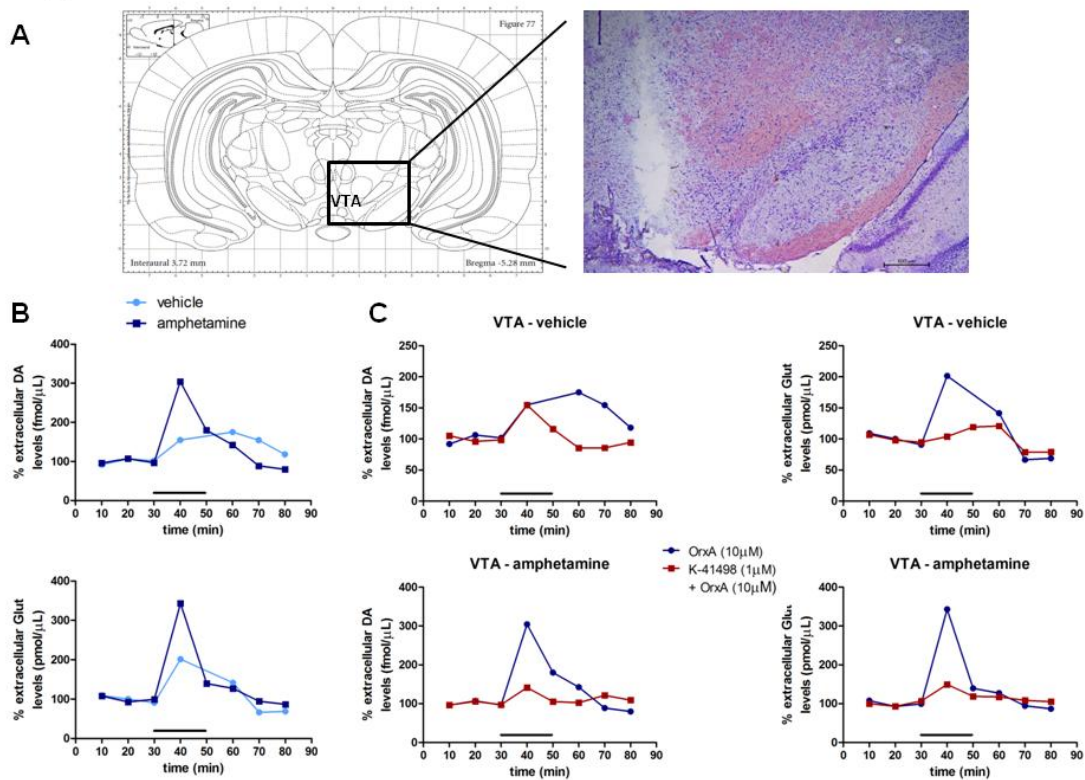 A
Figure 77
VTA
Interaural 3.72 mm
Bregma -5.28 mm
B
vehicle
amphetamine
C
% extracellular DA
levels (fmol/µL)
400
300
200
100
0
0 10 20 30 40 50 60 70 80 90
time (min)
VTA - vehicle
% extracellular DA
levels (fmol/µL)
250
200
150
100
50
0
0 10 20 30 40 50 60 70 80 90
time (min)
VTA - vehicle
% extracellular Glut
levels (pmol/µL)
250
200
150
100
50
0
0 10 20 30 40 50 60 70 80 90
time (min)
% extracellular Glut
levels (pmol/µL)
400
300
200
100
0
0 10 20 30 40 50 60 70 80 90
time (min)
VTA - amphetamine
% extracellular DA
levels (fmol/µL)
400
300
200
100
0
0 10 20 30 40 50 60 70 80 90
time (min)
OrxA (10µM)
K-41498 (1µM)
+ OrxA (10µM)
VTA - amphetamine
% extracellular Glut
levels (pmol/µL)
400
300
200
100
0
0 10 20 30 40 50 60 70 80 90
time (min)